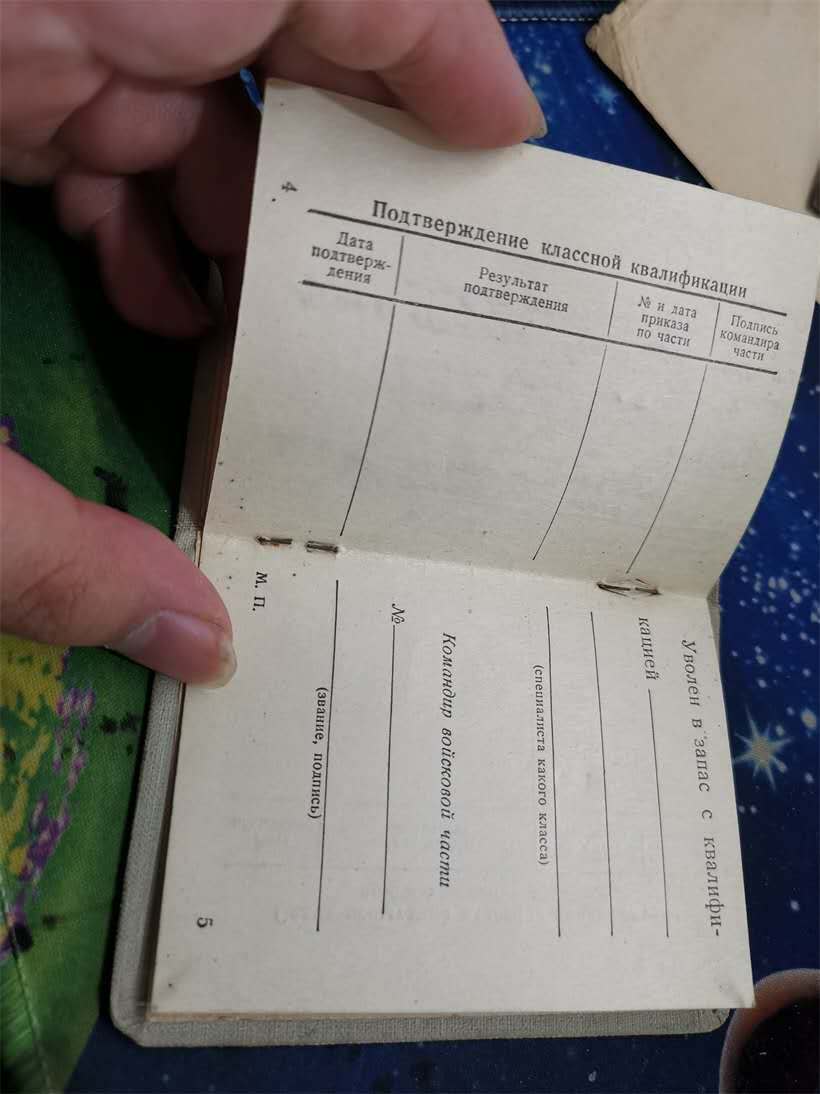 Подтверждение классной квалификации
Дата
подтверж-
дения
Результат
подтверждения
№ и дата
приказа
по части
Подпись
командира
части
4
Уволен в запас с квалифи-
кацией
(специалиста какого класса)
Командир войсковой части
№
(звание, подпись)
М. П.
5